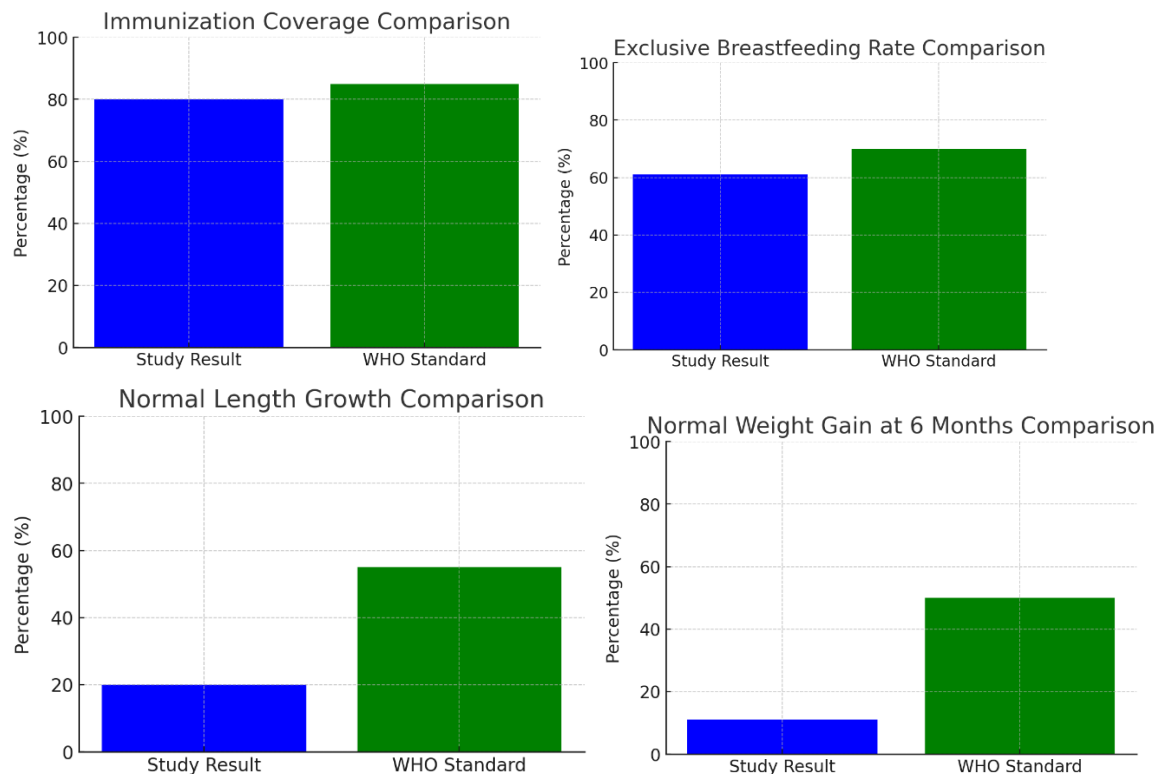 Immunization Coverage Comparison
100
80
60
40
20
0
Percentage (%)
Study Result WHO Standard
Exclusive Breastfeeding Rate Comparison
100
80
60
40
20
0
Percentage (%)
Study Result WHO Standard
Normal Length Growth Comparison
100
80
60
40
20
0
Percentage (%)
Study Result WHO Standard
Normal Weight Gain at 6 Months Comparison
100
80
60
40
20
0
Percentage (%)
Study Result WHO Standard